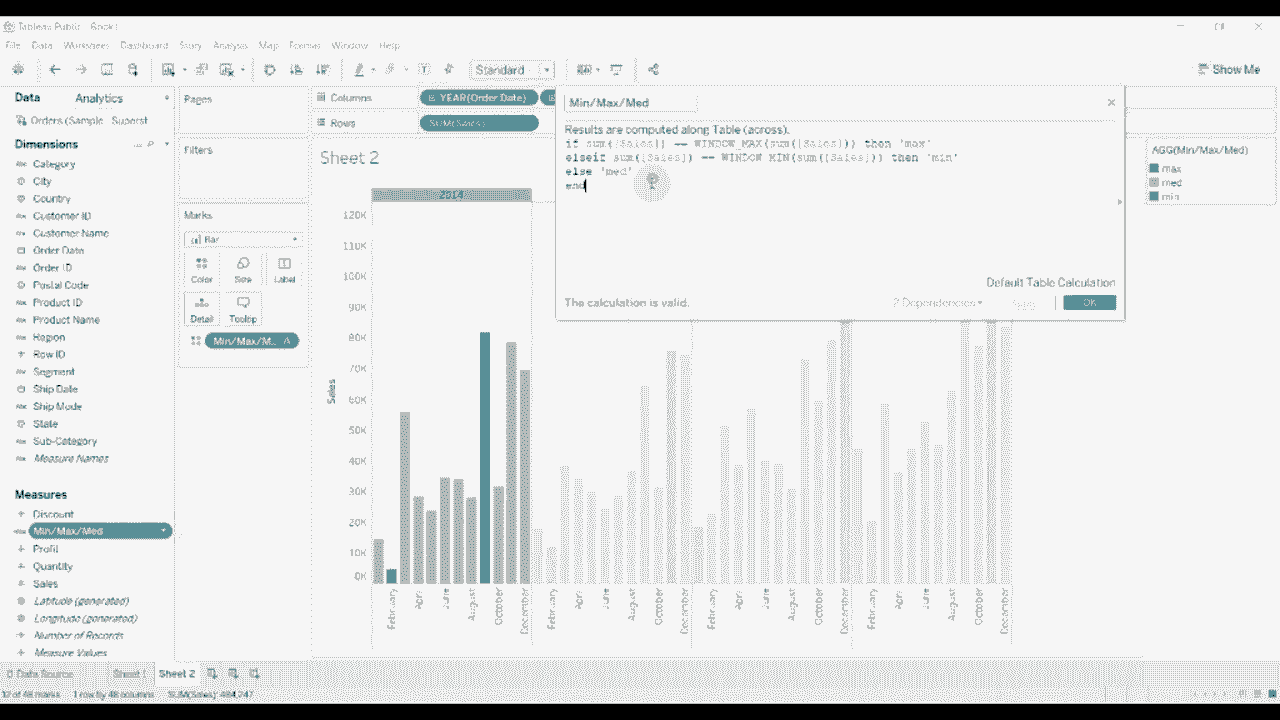 Tableau Public - Book1
File Data Worksheet Dashboard Story Analysis Map Format Window Help
Standard
Show Me
Data Analytics
Orders (Sample - Superst
Dimensions
Category
City
Country
Customer ID
Customer Name
Order Date
Order ID
Postal Code
Product ID
Product Name
Region
Row ID
Segment
Ship Date
Ship Mode
State
Sub-Category
Measure Names
Measures
Discount
Min/Max/Med
Profit
Quantity
Sales
Latitude (generated)
Longitude (generated)
Number of Records
Measure Values
Pages
Filters
Marks
Bar
Color Size Label
Detail Tooltip
Min/Max/M..
Columns YEAR(Order Date)
Rows SUM(Sales)
Sheet 2
2014
120K
110K
100K
90K
80K
70K
60K
50K
40K
30K
20K
10K
0K
Sales
February April June August October December
February April June August October December
February April June August October December
February April June August October December
Min/Max/Med
Results are computed along Table (across).
if sum([Sales]) == WINDOW_MAX(sum([Sales])) then 'max'
elseif sum([Sales]) == WINDOW_MIN(sum([Sales])) then 'min'
else 'med'
end
Default Table Calculation
The calculation is valid.
2 Dependencies
Apply
OK
AGG(Min/Max/Med)
max
med
min
Data Source Sheet 1 Sheet 2
12 of 48 marks 1 row by 48 columns SUM(Sales): 484,247